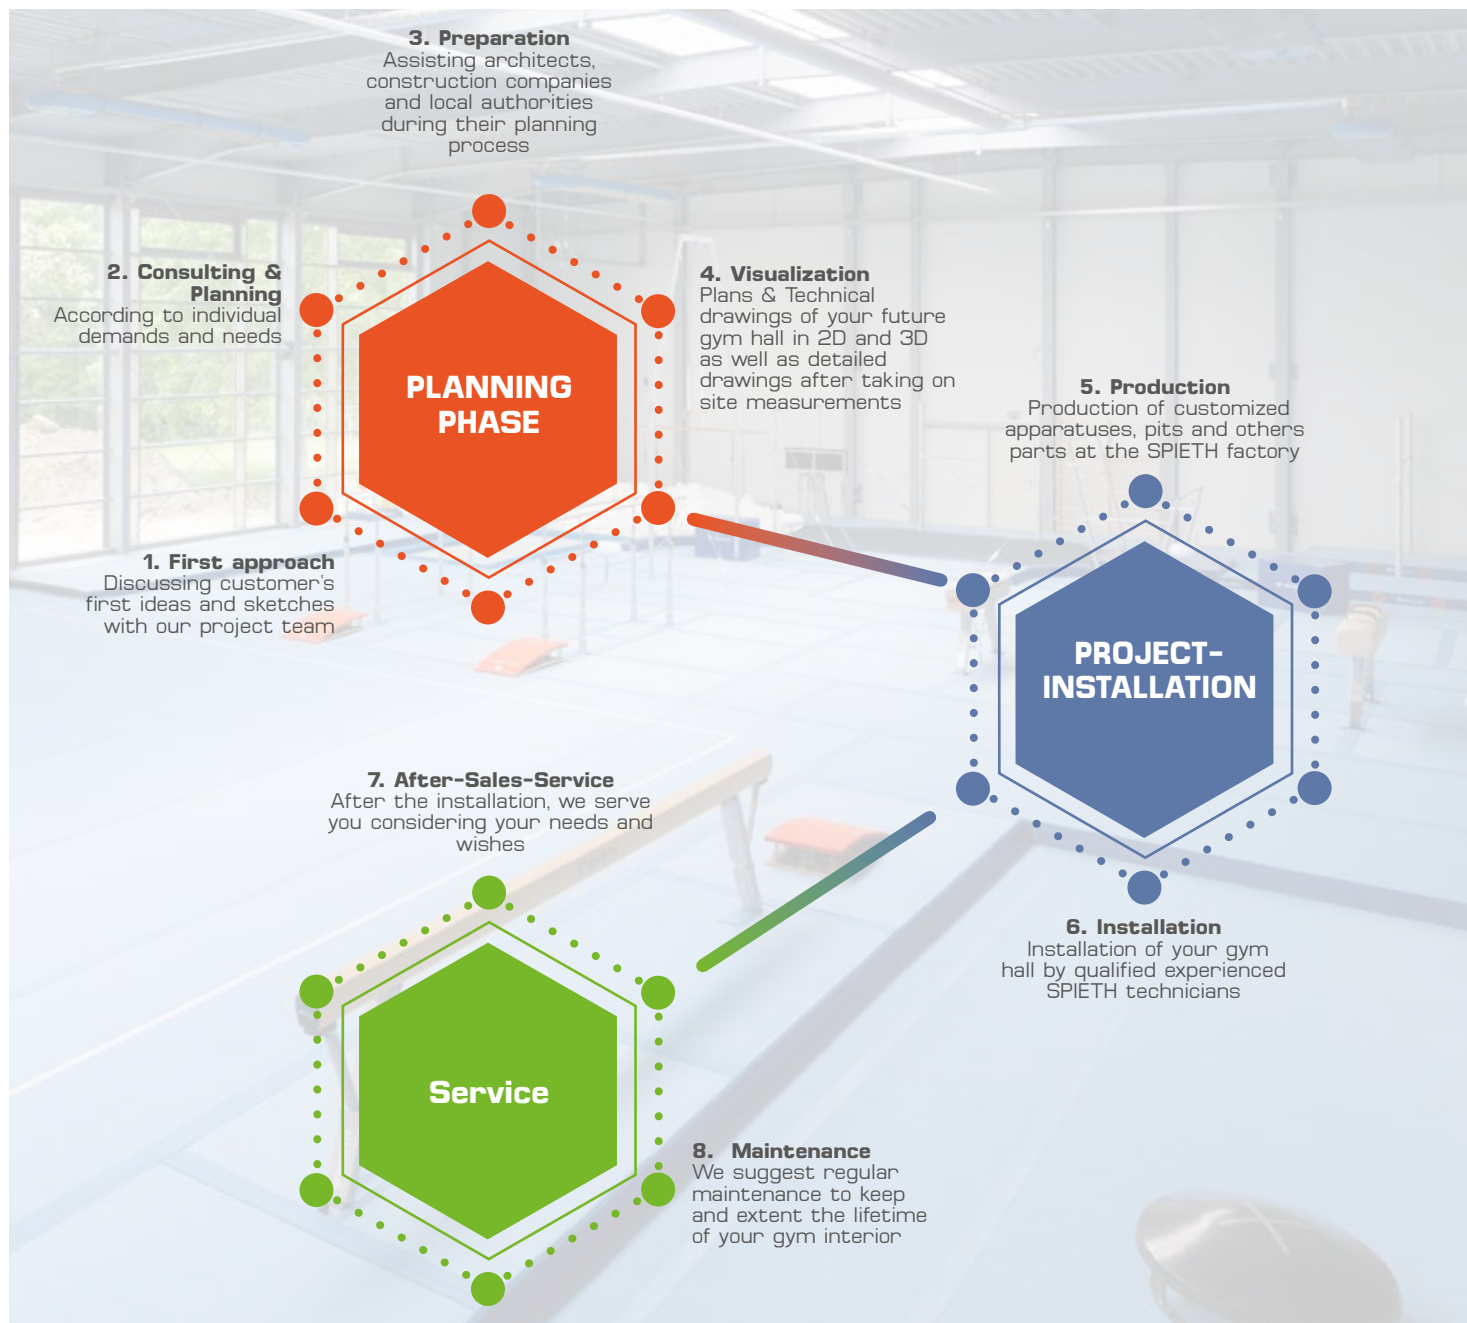 3. Preparation
Assisting architects,
construction companies
and local authorities
during their planning
process
2. Consulting &
Planning
According to individual
demands and needs
4. Visualization
Plans & Technical
drawings of your future
gym hall in 2D and 3D
as well as detailed
drawings after taking on
site measurements
PLANNING
PHASE
1. First approach
Discussing customer's
first ideas and sketches
with our project team
5. Production
Production of customized
apparatuses, pits and others
parts at the SPIETH factory
PROJECT-
INSTALLATION
6. Installation
Installation of your gym
hall by qualified experienced
SPIETH technicians
7. After-Sales-Service
After the installation, we serve
you considering your needs and
wishes
Service
8. Maintenance
We suggest regular
maintenance to keep
and extent the lifetime
of your gym interior